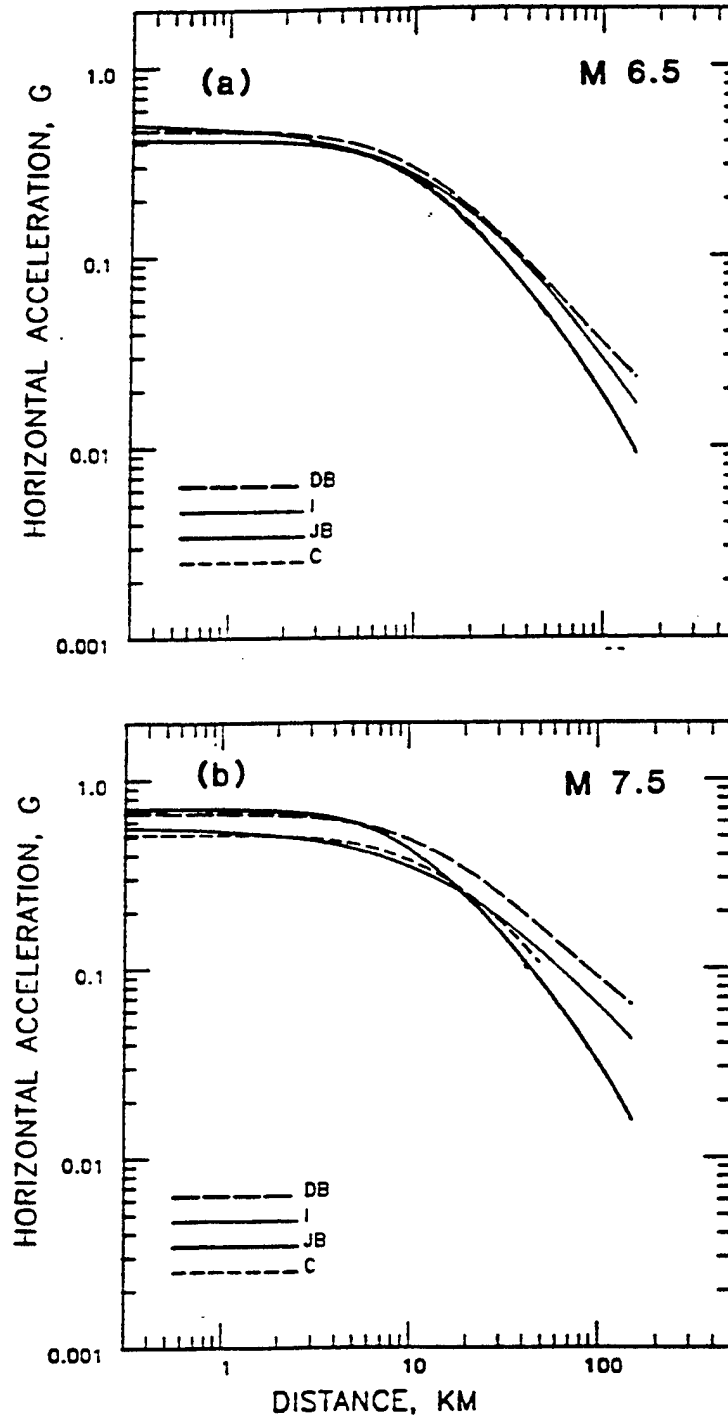 (a)
M 6.5
HORIZONTAL ACCELERATION, G
1.0
0.1
0.01
0.001
DB
I
JB
C
(b)
M 7.5
HORIZONTAL ACCELERATION, G
1.0
0.1
0.01
0.001
DB
I
JB
C
1
10
100
DISTANCE, KM